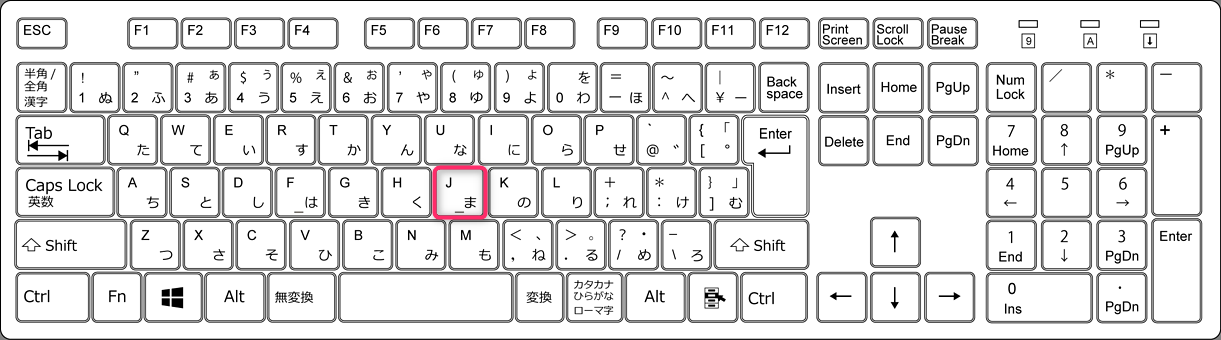 ESC F1 F2 F3 F4 F5 F6 F7 F8 F9 F10 F11 F12 Print Screen Scroll Lock Pause Break 9 A ⬇
半角/全角 漢字 ! 1 ぬ " 2 ふ # ぁ 3 あ $ ぅ 4 う % ぇ 5 え & ぉ 6 お ' ゃ 7 や ( ゅ 8 ゆ ) ょ 9 よ を 0 わ = ー ほ ～ ^ へ | ¥ ー Back space Insert Home PgUp Num Lock ／ ＊ －
Tab Q た W て E い R す T か Y ん U な I に O ら P せ ` @ ゛ { 「 [ ° Enter Delete End PgDn 7 Home 8 ↑ 9 PgUp +
Caps Lock 英数 A ち S と D し F _は G き H く J _ま K の L り + ; れ * : け } 」 ] む 4 ← 5 6 →
Shift Z つ X さ C そ V ひ B こ N み M も < 、 , ね > 。 . る ? ・ / め _ \ ろ Shift ↑ 1 End 2 ↓ 3 PgDn Enter
Ctrl Fn Alt 無変換 変換 カタカナ ひらがな ローマ字 Alt Ctrl ← ↓ → 0 Ins . PgDn